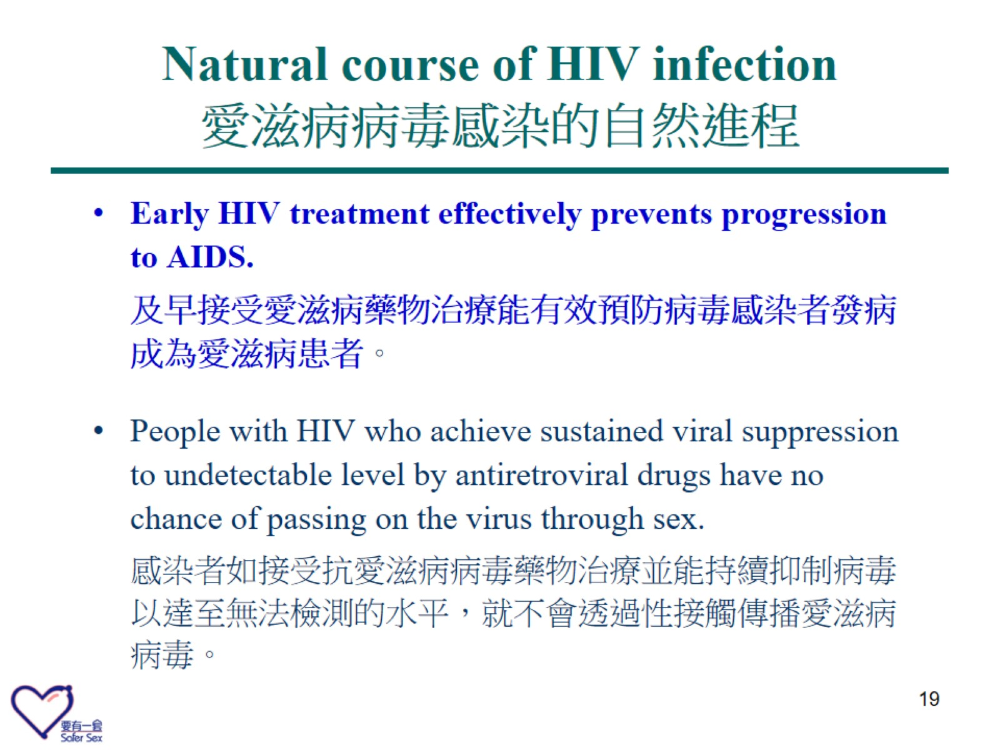 Natural course of HIV infection
愛滋病病毒感染的自然進程
• Early HIV treatment effectively prevents progression
to AIDS.
及早接受愛滋病藥物治療能有效預防病毒感染者發病
成為愛滋病患者。
• People with HIV who achieve sustained viral suppression
to undetectable level by antiretroviral drugs have no
chance of passing on the virus through sex.
感染者如接受抗愛滋病病毒藥物治療並能持續抑制病毒
以達至無法檢測的水平，就不會透過性接觸傳播愛滋病
病毒。
19
要有一套
Safer Sex